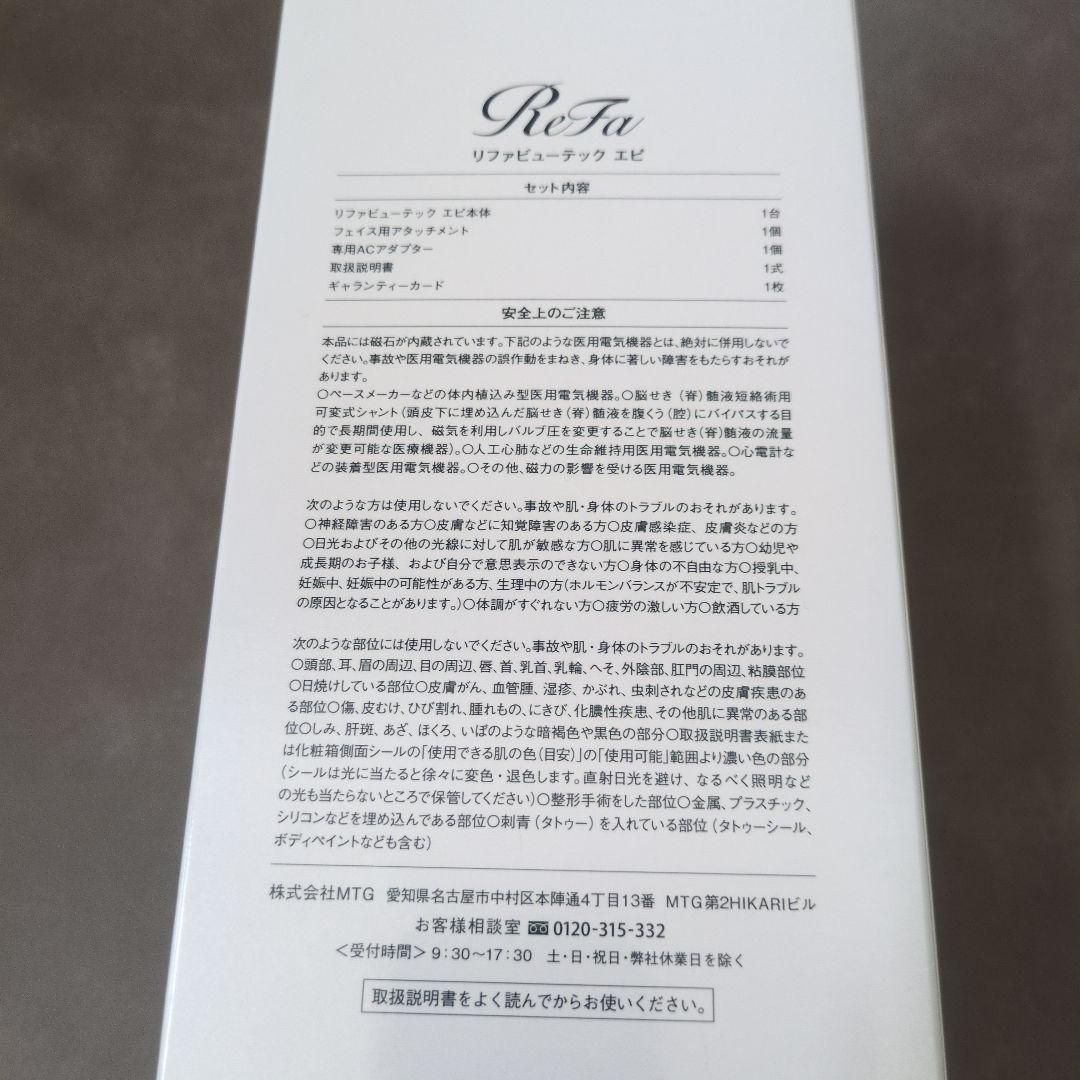 ReFa
リファビューテック エピ
セット内容
リファビューテック エピ本体 1台
フェイス用アタッチメント 1個
専用ACアダプター 1個
取扱説明書 1式
ギャランティーカード 1枚
安全上のご注意
本品には磁石が内蔵されています。下記のような医用電気機器とは、絶対に併用しないで
ください。事故や医用電気機器の誤作動をまねき、身体に著しい障害をもたらすおそれが
あります。
○ペースメーカーなどの体内植込み型医用電気機器。○脳せき（脊）髄液短絡術用
可変式シャント（頭皮下に埋め込んだ脳せき（脊）髄液を腹くう（腔）にバイパスする目
的で長期間使用し、磁気を利用しバルブ圧を変更することで脳せき（脊）髄液の流量
が変更可能な医療機器）。○人工心肺などの生命維持用医用電気機器。○心電計な
どの装着型医用電気機器。○その他、磁力の影響を受ける医用電気機器。
次のような方は使用しないでください。事故や肌・身体のトラブルのおそれがあります。
○神経障害のある方○皮膚などに知覚障害のある方○皮膚感染症、皮膚炎などの方
○日光およびその他の光線に対して肌が敏感な方○肌に異常を感じている方○幼児や
成長期のお子様、および自分で意思表示のできない方○身体の不自由な方○授乳中、
妊娠中、妊娠中の可能性がある方、生理中の方（ホルモンバランスが不安定で、肌トラブル
の原因となることがあります。）○体調がすぐれない方○疲労の激しい方○飲酒している方
次のような部位には使用しないでください。事故や肌・身体のトラブルのおそれがあります。
○頭部、耳、眉の周辺、目の周辺、唇、首、乳首、乳輪、へそ、外陰部、肛門の周辺、粘膜部位
○日焼けしている部位○皮膚がん、血管腫、湿疹、かぶれ、虫刺されなどの皮膚疾患のあ
る部位○傷、皮むけ、ひび割れ、腫れもの、にきび、化膿性疾患、その他肌に異常のある部
位○しみ、肝斑、あざ、ほくろ、いぼのような暗褐色や黒色の部分○取扱説明書表紙また
は化粧箱側面シールの「使用できる肌の色（目安）」の「使用可能」範囲より濃い色の部分
（シールは光に当たると徐々に変色・退色します。直射日光を避け、なるべく照明など
の光も当たらないところで保管してください）○整形手術をした部位○金属、プラスチック、
シリコンなどを埋め込んである部位○刺青（タトゥー）を入れている部位（タトゥーシール、
ボディペイントなども含む）
株式会社MTG 愛知県名古屋市中村区本陣通4丁目13番 MTG第2HIKARIビル
お客様相談室 0120-315-332
＜受付時間＞9：30～17：30 土・日・祝日・弊社休業日を除く
取扱説明書をよく読んでからお使いください。